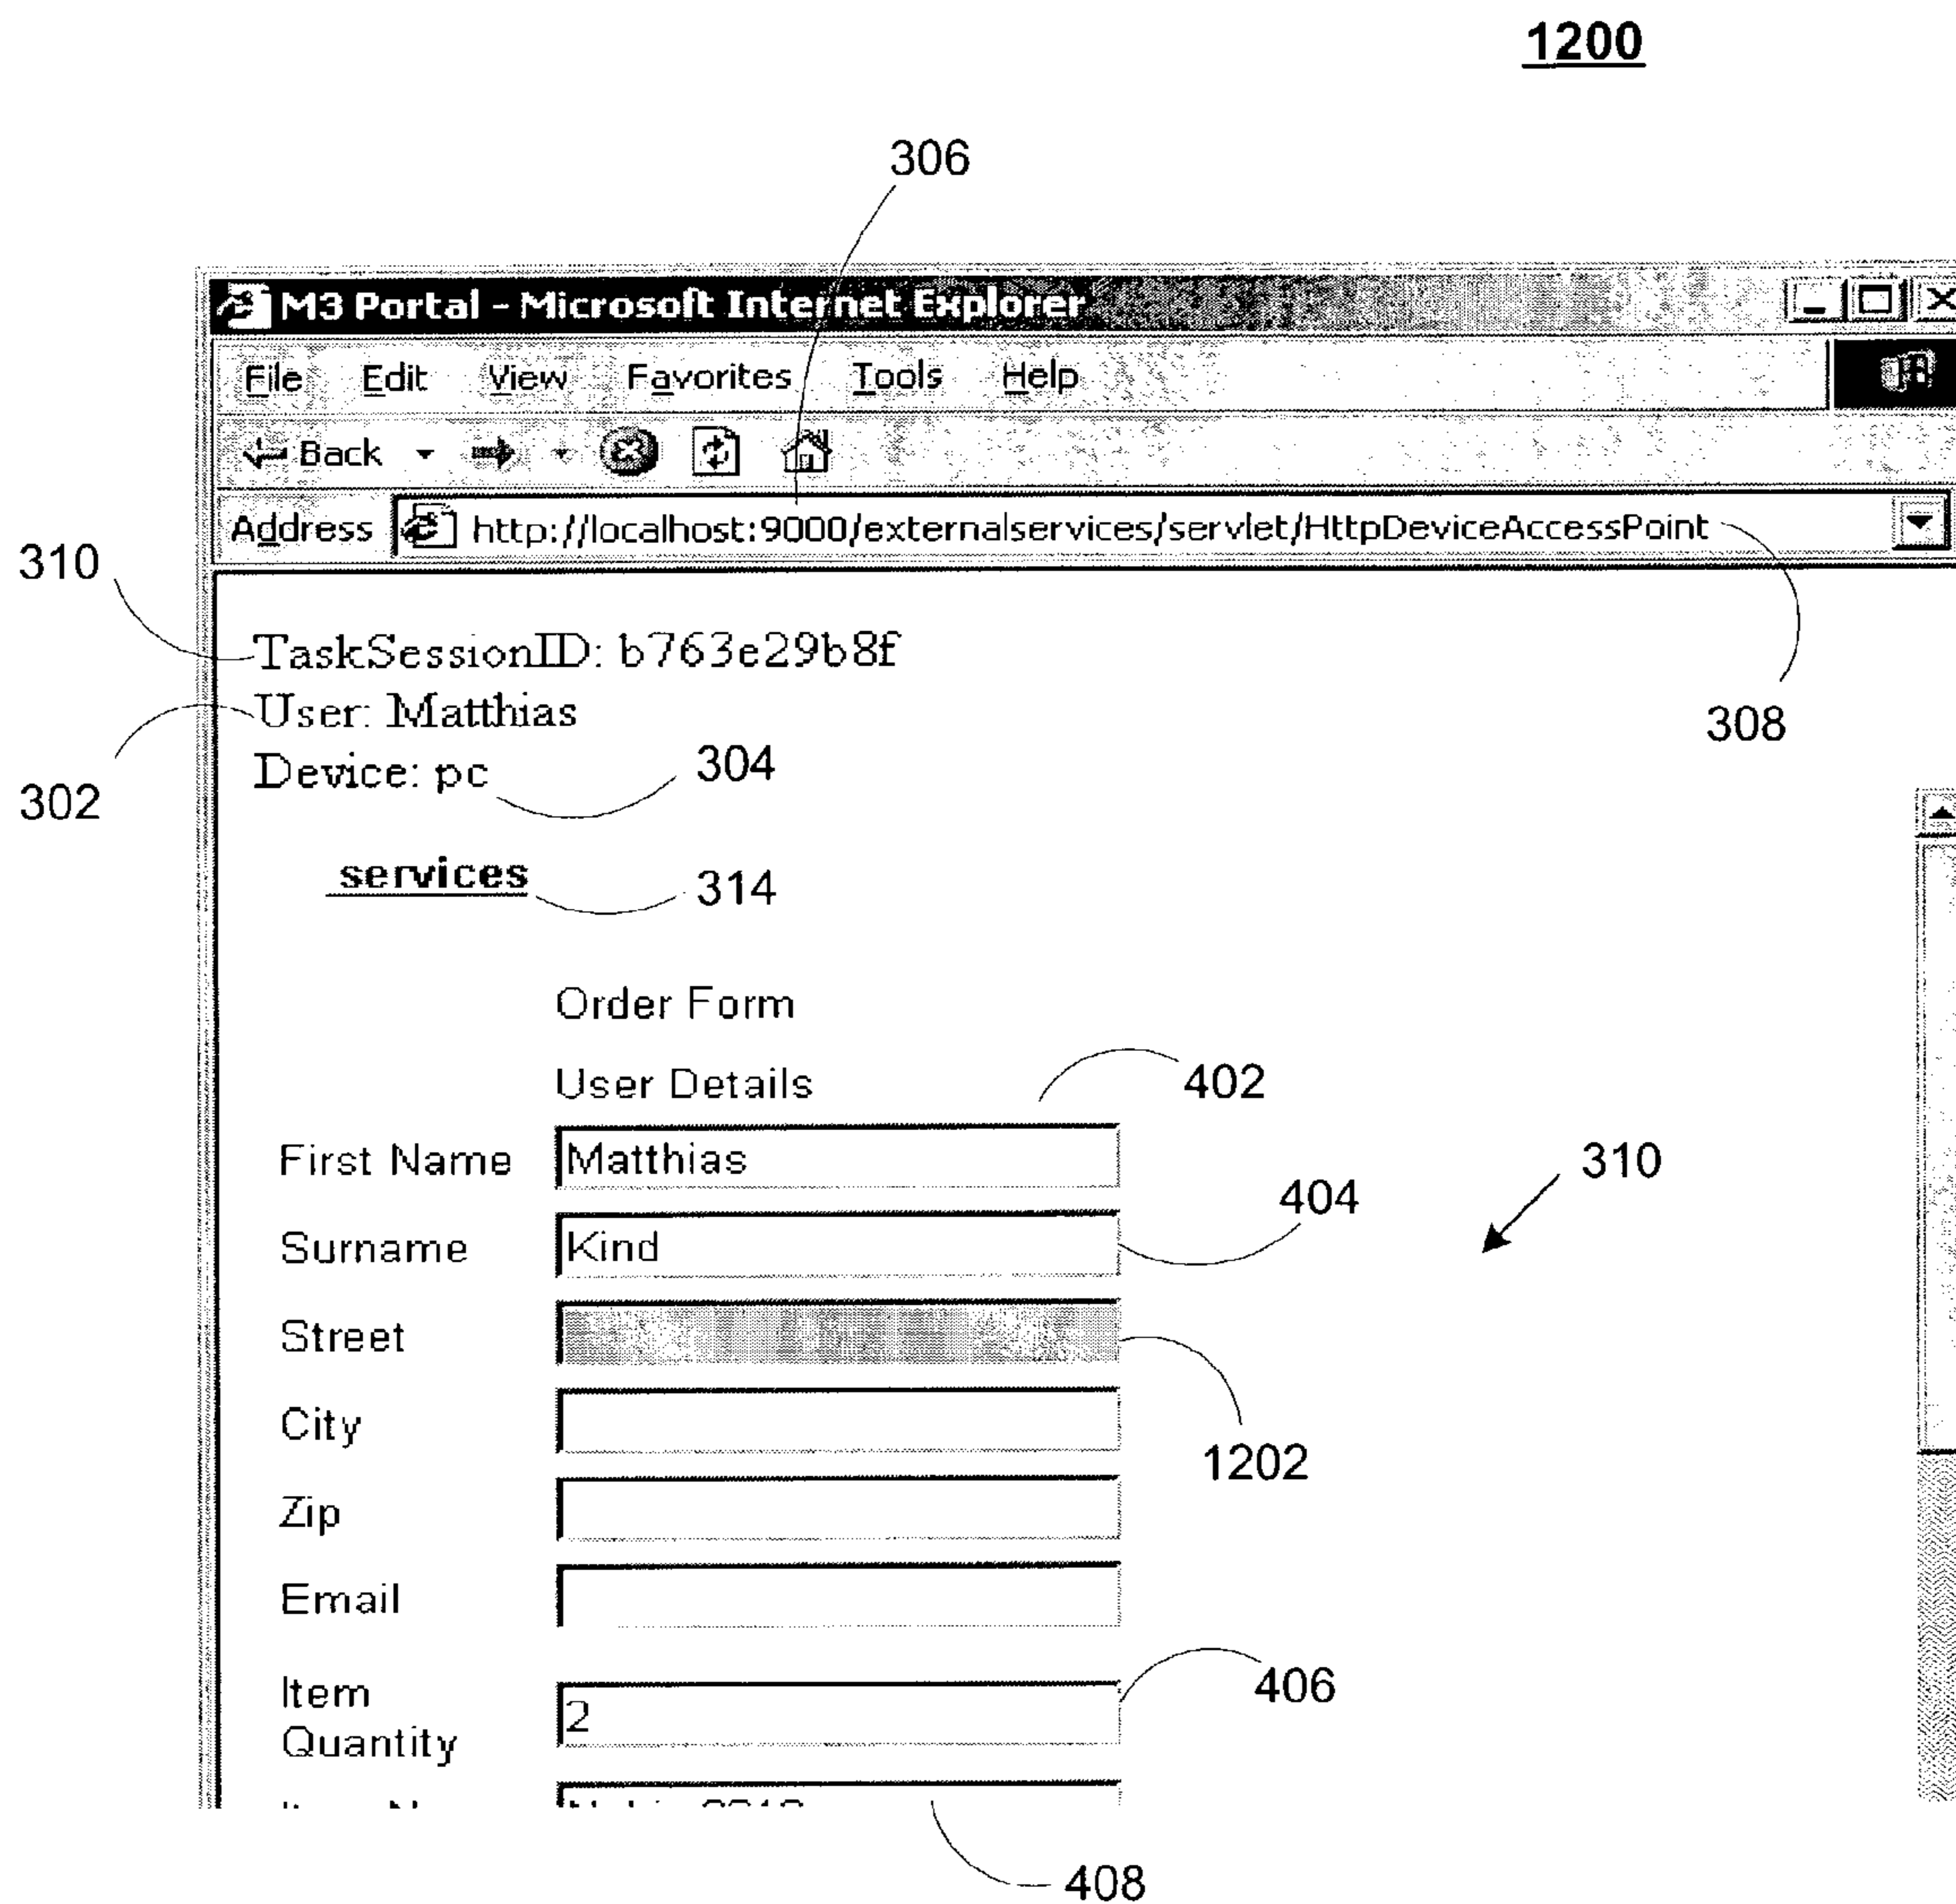 1200
306
M3 Portal - Microsoft Internet Explorer
File Edit View Favorites Tools Help
Back
Address http://localhost:9000/externalservices/servlet/HttpDeviceAccessPoint
310
TaskSessionID: b763e29b8f
User: Matthias
308
Device: pc 304
302
services 314
Order Form
User Details 402
First Name Matthias 310
404
Surname Kind
Street
City
1202
Zip
Email
406
Item
Quantity 2
408